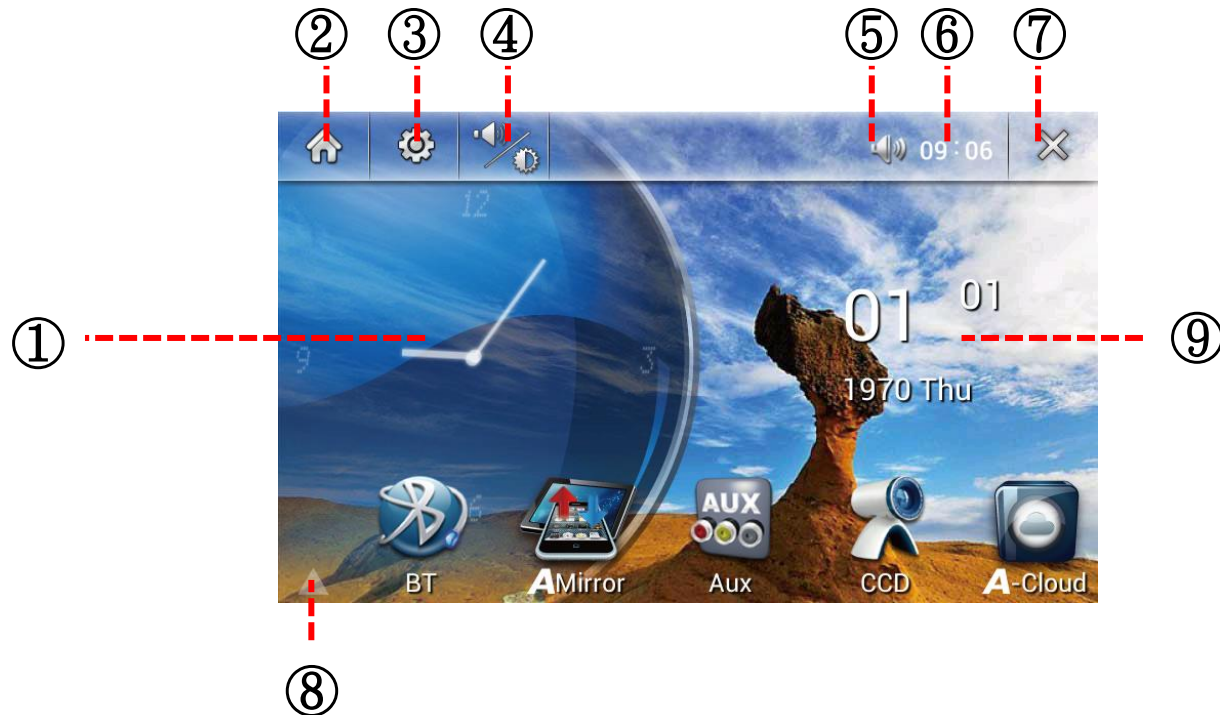 ② ③ ④ ⑤ ⑥ ⑦
09:06
12
01 01
① 9 3 ⑨
1970 Thu
6
AUX
BT AMirror Aux CCD A-Cloud
⑧